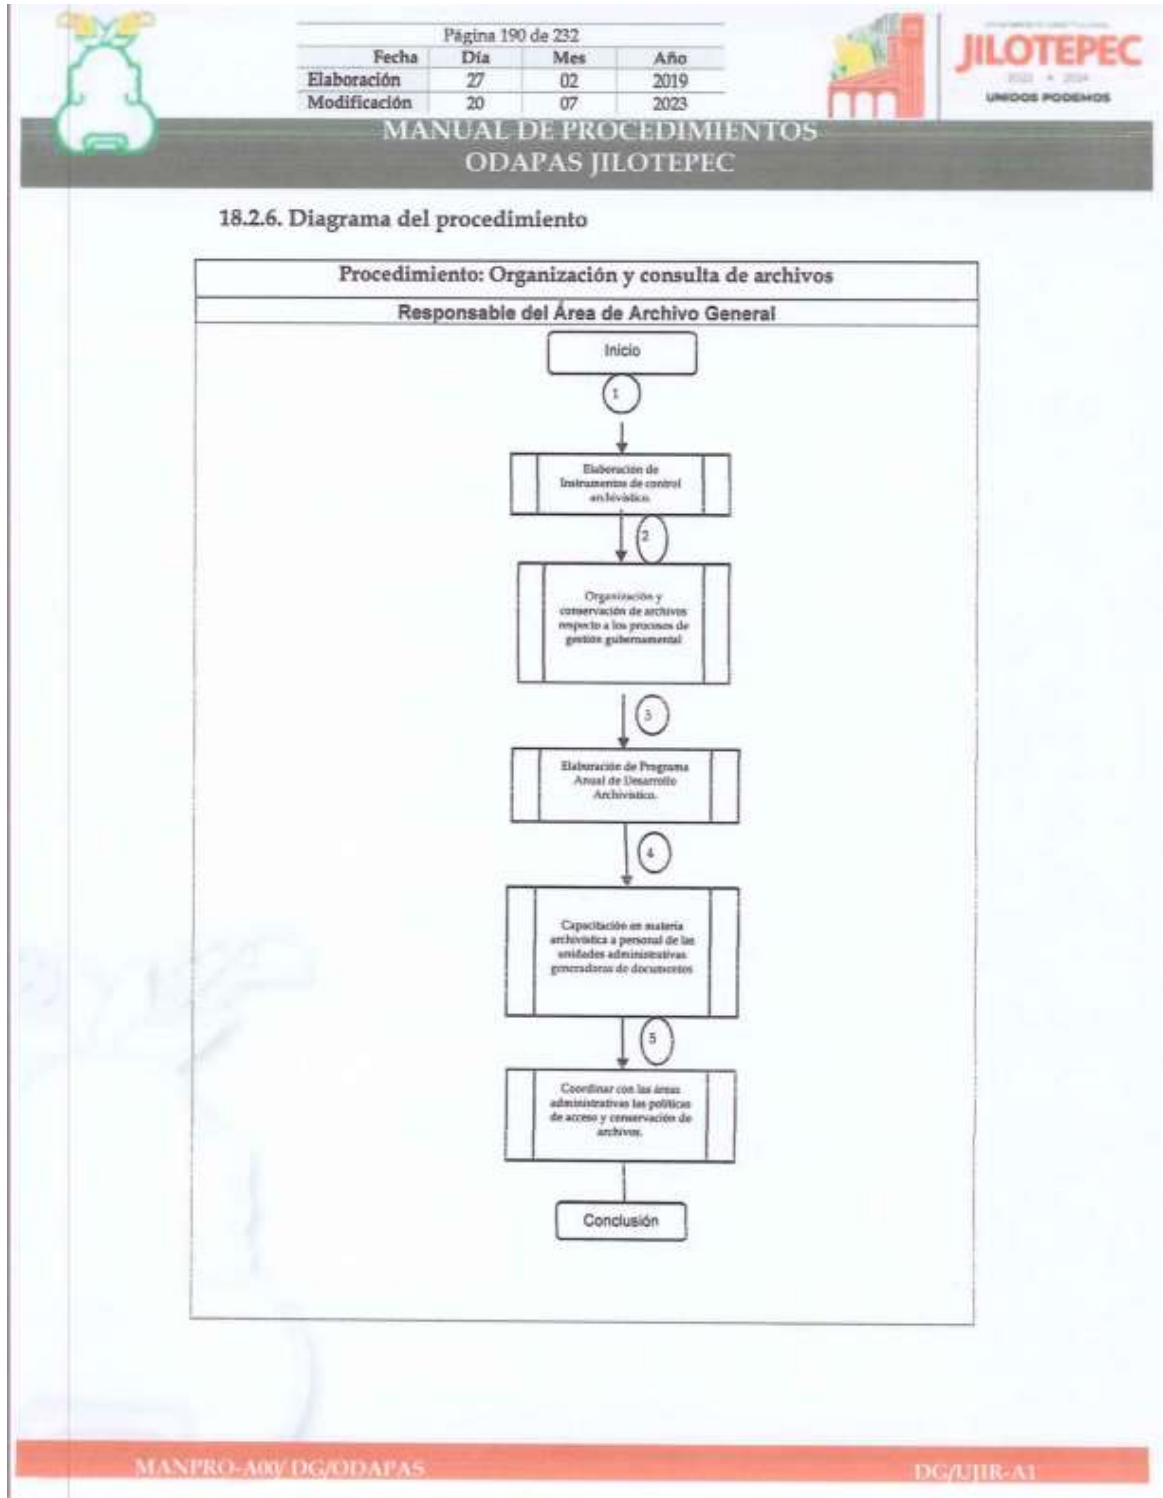 Página 190 de 232
Fecha Día Mes Año
Elaboración 27 02 2019
Modificación 20 07 2023
JILOTEPEC
2022 • 2024
UNIDOS PODEMOS
MANUAL DE PROCEDIMIENTOS
ODAPAS JILOTEPEC
18.2.6. Diagrama del procedimiento
Procedimiento: Organización y consulta de archivos
Responsable del Área de Archivo General
Inicio
1
Elaboración de
Instrumentos de control
archivístico.
2
Organización y
conservación de archivos
respecto a los procesos de
gestión gubernamental
3
Elaboración de Programa
Anual de Desarrollo
Archivístico.
4
Capacitación en materia
archivística a personal de las
unidades administrativas
generadoras de documentos
5
Coordinar con las áreas
administrativas las políticas
de acceso y conservación de
archivos.
Conclusión
MANPRO-A00/ DG/ODAPAS
DG/UJIR-A1